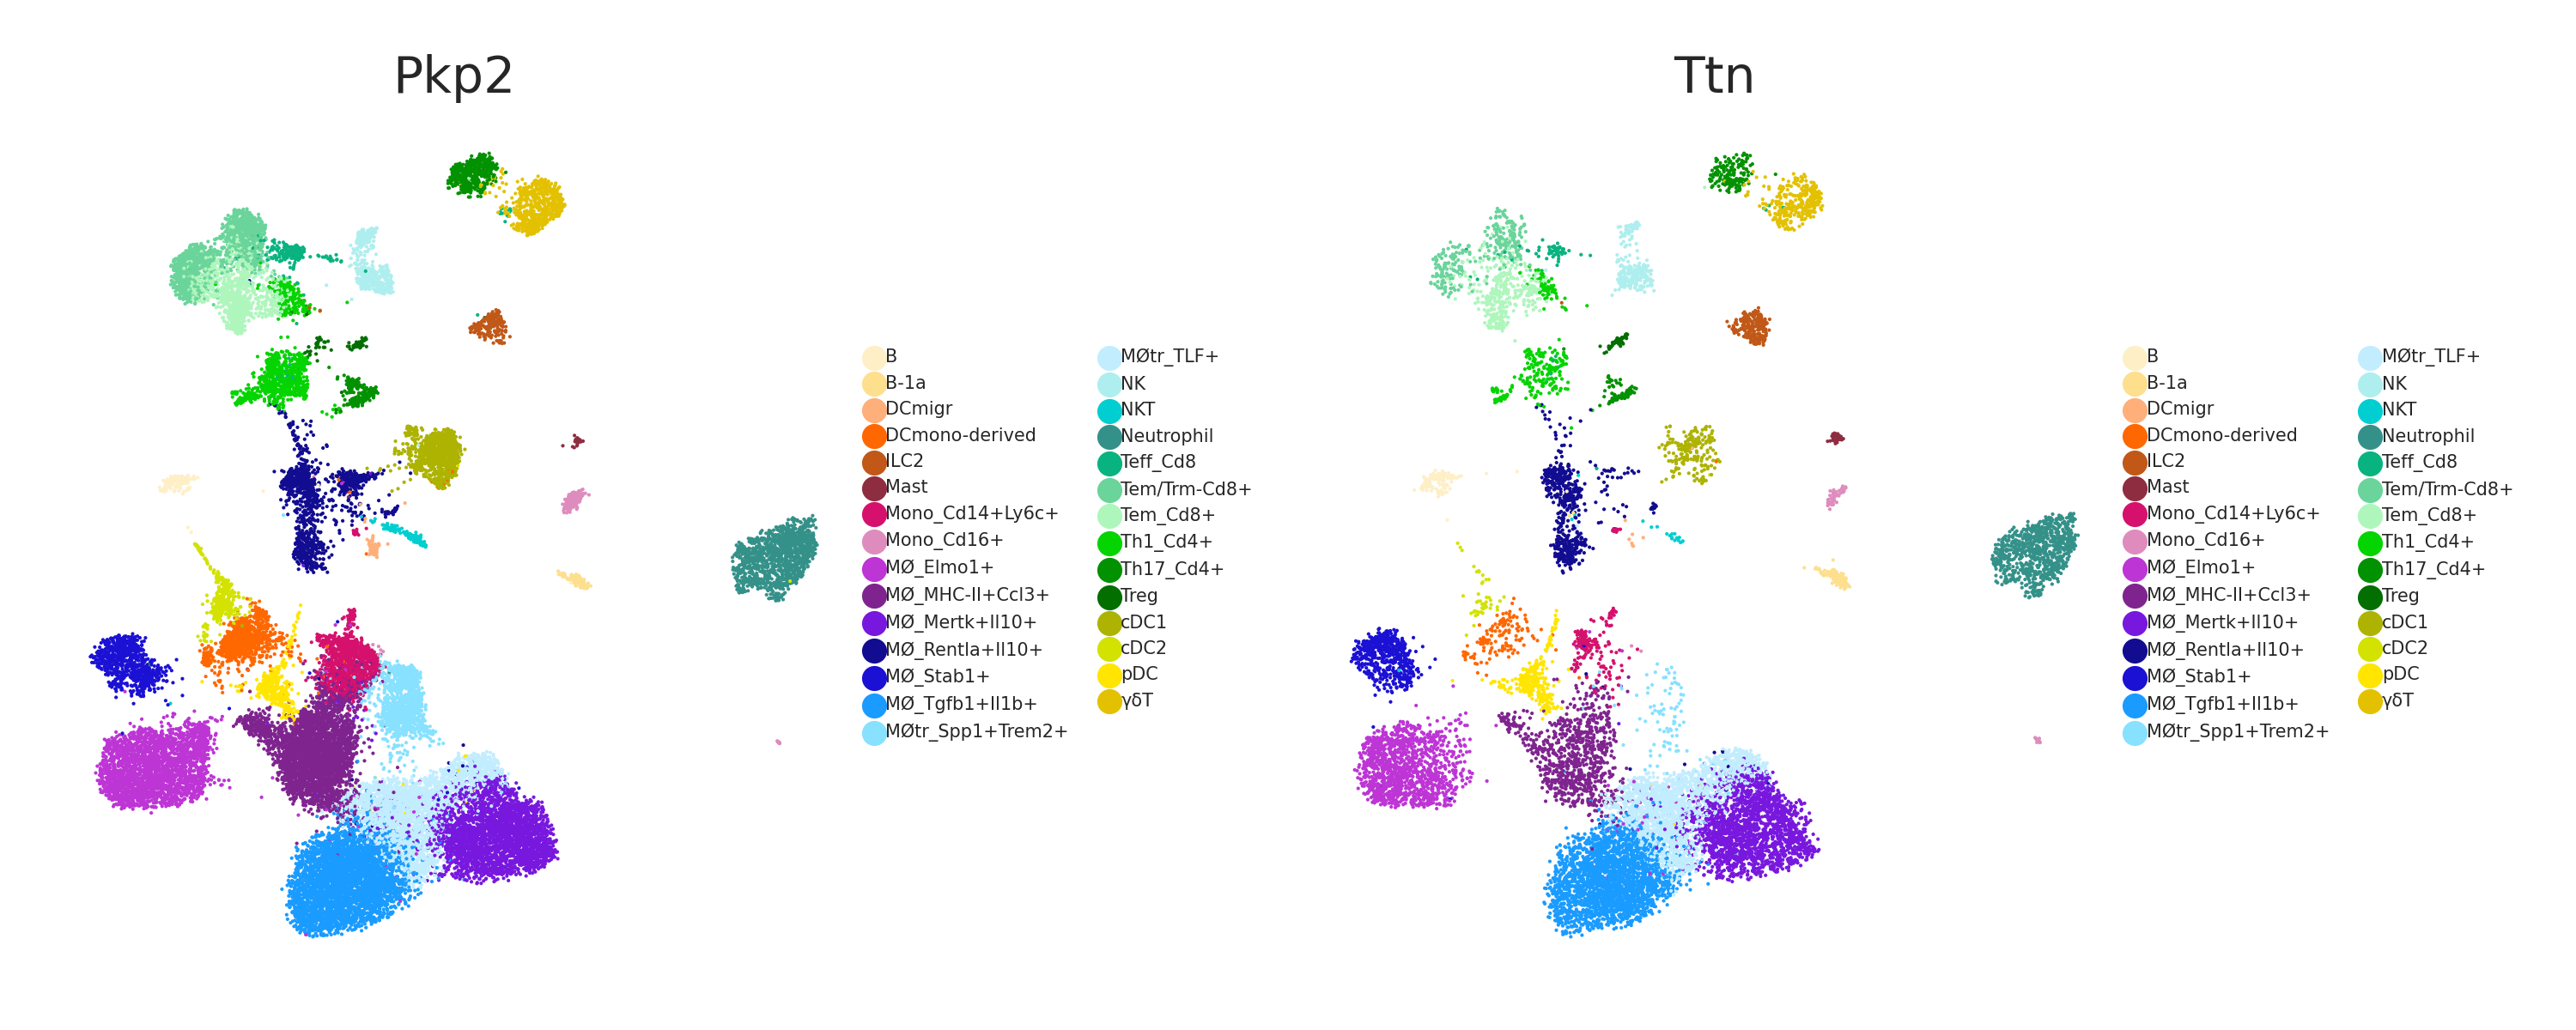 Pkp2
B
B-1a
DCmigr
DCmono-derived
ILC2
Mast
Mono_Cd14+Ly6c+
Mono_Cd16+
MØ_Elmo1+
MØ_MHC-II+Ccl3+
MØ_Mertk+Il10+
MØ_Rentla+Il10+
MØ_Stab1+
MØ_Tgfb1+Il1b+
MØtr_Spp1+Trem2+
MØtr_TLF+
NK
NKT
Neutrophil
Teff_Cd8
Tem/Trm-Cd8+
Tem_Cd8+
Th1_Cd4+
Th17_Cd4+
Treg
cDC1
cDC2
pDC
γδT
Ttn
B
B-1a
DCmigr
DCmono-derived
ILC2
Mast
Mono_Cd14+Ly6c+
Mono_Cd16+
MØ_Elmo1+
MØ_MHC-II+Ccl3+
MØ_Mertk+Il10+
MØ_Rentla+Il10+
MØ_Stab1+
MØ_Tgfb1+Il1b+
MØtr_Spp1+Trem2+
MØtr_TLF+
NK
NKT
Neutrophil
Teff_Cd8
Tem/Trm-Cd8+
Tem_Cd8+
Th1_Cd4+
Th17_Cd4+
Treg
cDC1
cDC2
pDC
γδT